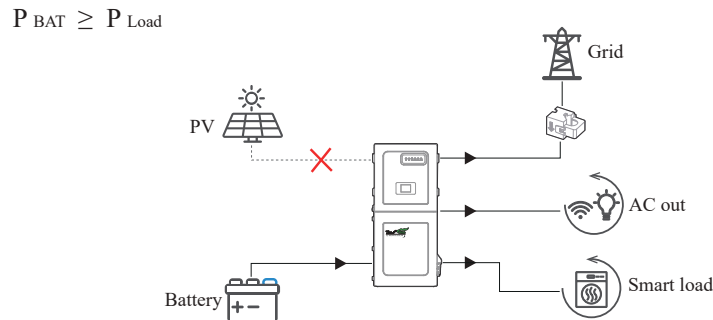 P BAT ≥ P Load
Grid
PV
AC out
Smart load
Battery